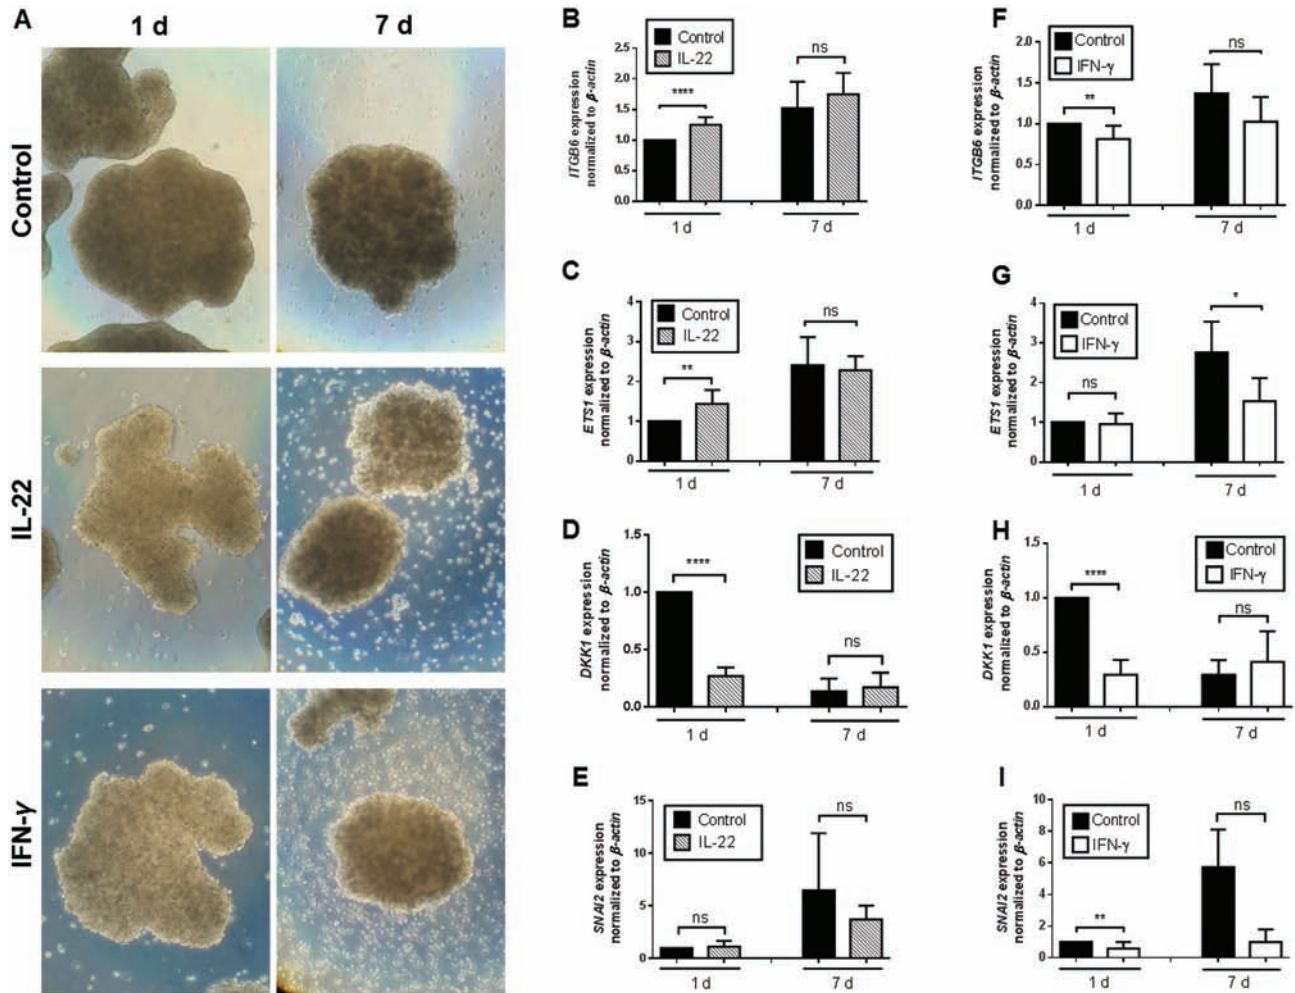 A
1 d
7 d
Control
IL-22
IFN-γ
B
ITGB6 expression
normalized to β-actin
2.5
2.0
1.5
1.0
0.5
0.0
Control
IL-22
****
ns
1 d
7 d
C
ETS1 expression
normalized to β-actin
4
3
2
1
0
Control
IL-22
**
ns
1 d
7 d
D
DKK1 expression
normalized to β-actin
1.5
1.0
0.5
0.0
Control
IL-22
****
ns
1 d
7 d
E
SNAI2 expression
normalized to β-actin
15
10
5
0
Control
IL-22
ns
ns
1 d
7 d
F
ITGB6 expression
normalized to β-actin
2.0
1.5
1.0
0.5
0.0
Control
IFN-γ
**
ns
1 d
7 d
G
ETS1 expression
normalized to β-actin
4
3
2
1
0
Control
IFN-γ
ns
*
1 d
7 d
H
DKK1 expression
normalized to β-actin
1.5
1.0
0.5
0.0
Control
IFN-γ
****
ns
1 d
7 d
I
SNAI2 expression
normalized to β-actin
10
8
6
4
2
0
Control
IFN-γ
**
ns
1 d
7 d